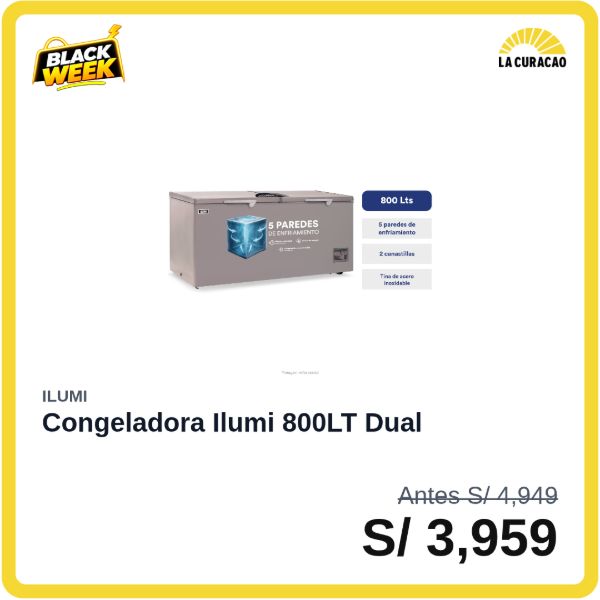 BLACK
WEEK
LA CURACAO
800 Lts
5 paredes de
enfriamiento
2 canastillas
Tina de acero
inoxidable
5 PAREDES
DE ENFRIAMIENTO
ILUMI
Congeladora Ilumi 800LT Dual
Antes S/ 4,949
S/ 3,959